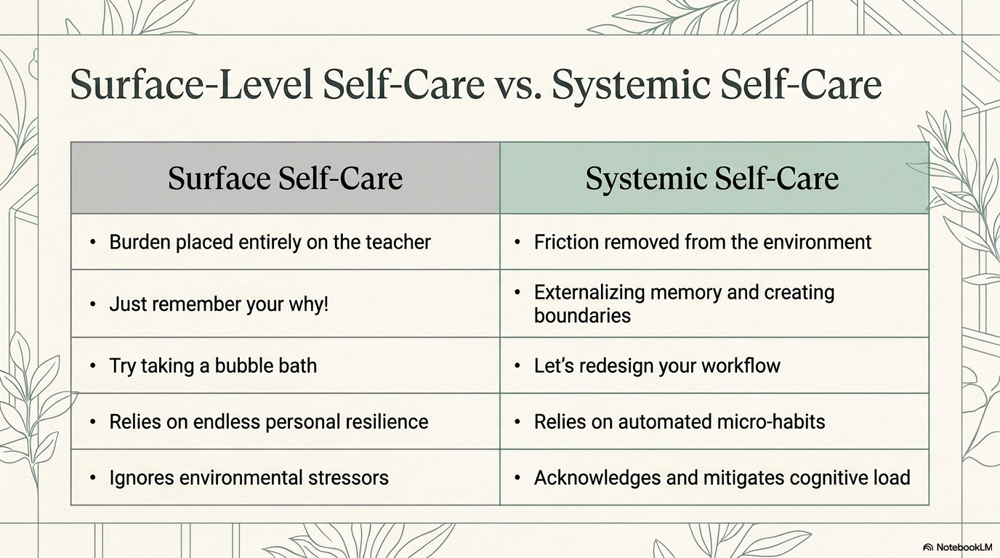 Surface-Level Self-Care vs. Systemic Self-Care
Surface Self-Care
Systemic Self-Care
• Burden placed entirely on the teacher
• Friction removed from the environment
• Just remember your why!
• Externalizing memory and creating
boundaries
• Try taking a bubble bath
• Let’s redesign your workflow
• Relies on endless personal resilience
• Relies on automated micro-habits
• Ignores environmental stressors
• Acknowledges and mitigates cognitive load
NotebookLM